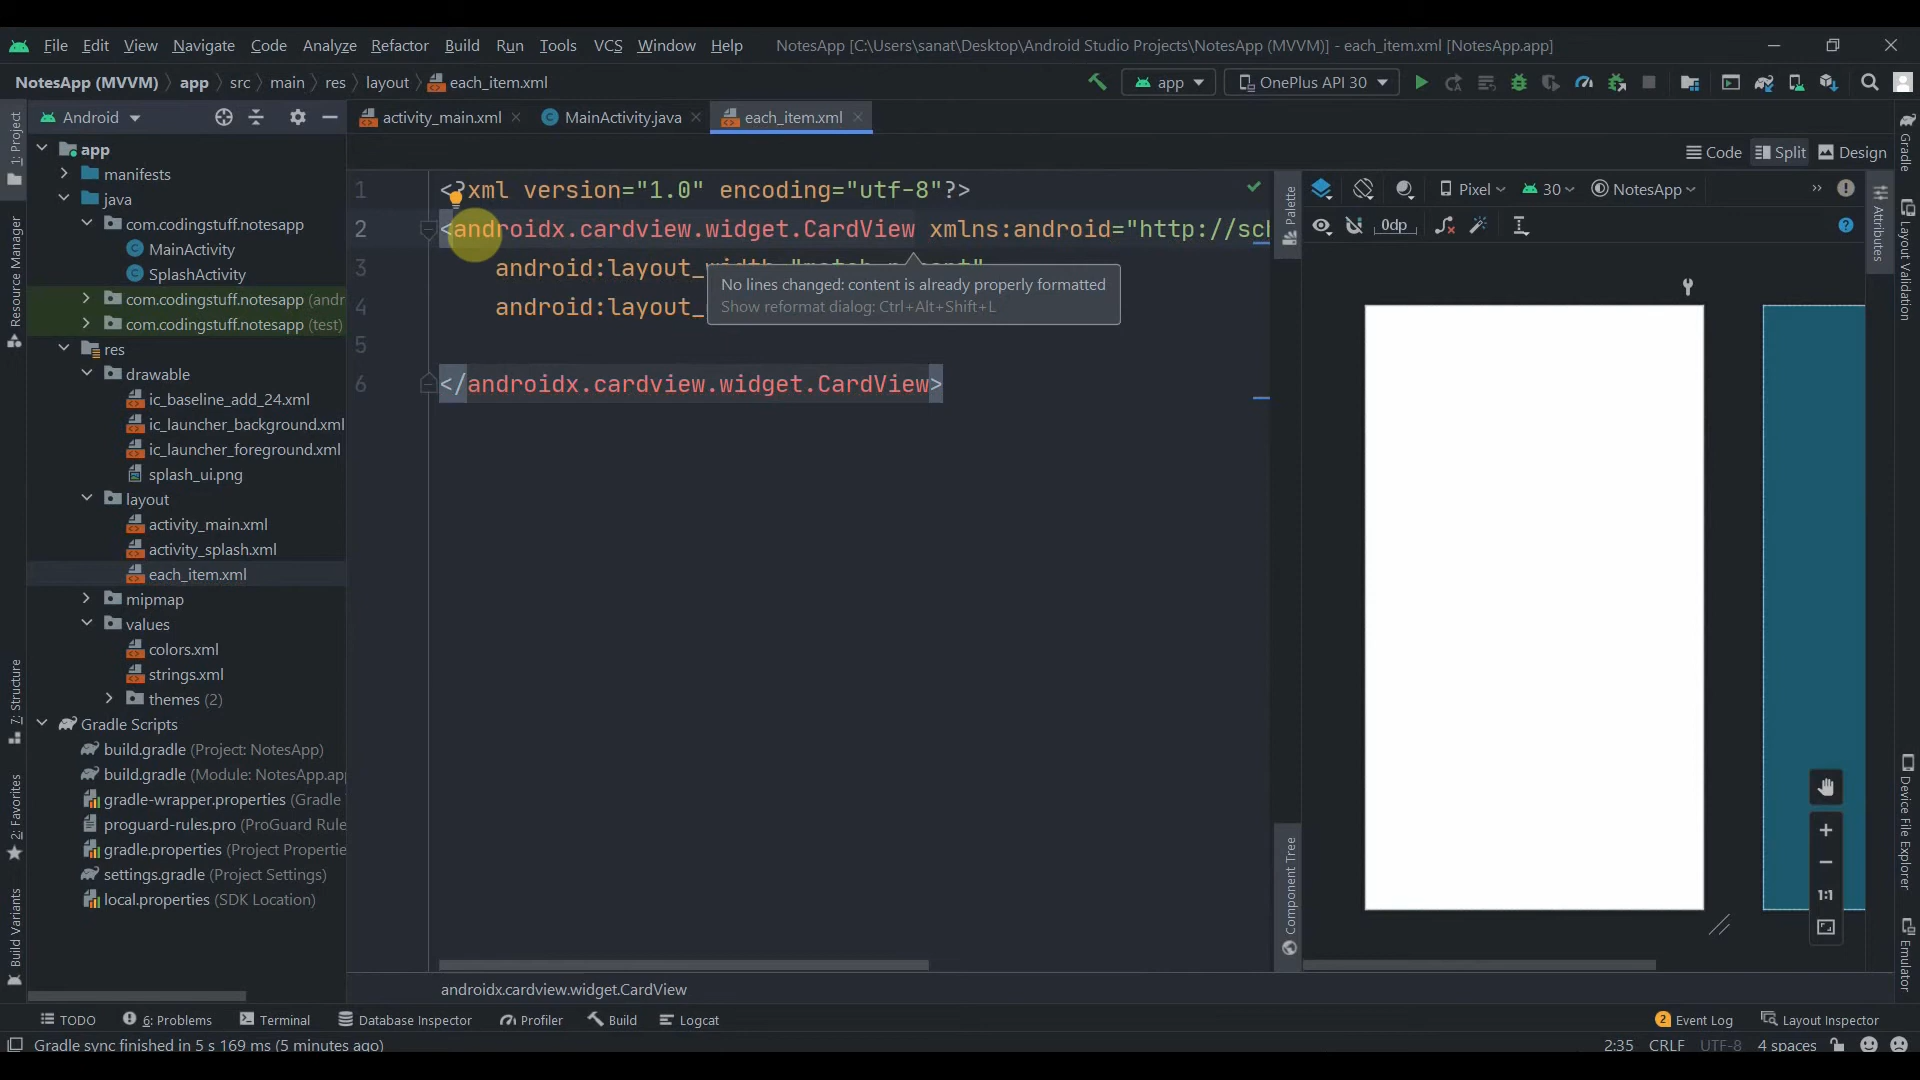 File Edit View Navigate Code Analyze Refactor Build Run Tools VCS Window Help NotesApp [C:\Users\sanat\Desktop\Android Studio Projects\NotesApp (MVVM)] - each_item.xml [NotesApp.app]
NotesApp (MVVM) app src main res layout each_item.xml app OnePlus API 30
Android activity_main.xml MainActivity.java each_item.xml
Code Split Design
1: Project
Resource Manager
7: Structure
2: Favorites
Build Variants
app
manifests
java
com.codingstuff.notesapp
MainActivity
SplashActivity
com.codingstuff.notesapp (andr
com.codingstuff.notesapp (test)
res
drawable
ic_baseline_add_24.xml
ic_launcher_background.xml
ic_launcher_foreground.xml
splash_ui.png
layout
activity_main.xml
activity_splash.xml
each_item.xml
mipmap
values
colors.xml
strings.xml
themes (2)
Gradle Scripts
build.gradle (Project: NotesApp)
build.gradle (Module: NotesApp.app
gradle-wrapper.properties (Gradle
proguard-rules.pro (ProGuard Rule
gradle.properties (Project Propertie
settings.gradle (Project Settings)
local.properties (SDK Location)
1 <?xml version="1.0" encoding="utf-8"?>
2 <androidx.cardview.widget.CardView xmlns:android="http://sch
3 android:layout_
4 android:layout_
5
6 </androidx.cardview.widget.CardView>
No lines changed: content is already properly formatted
Show reformat dialog: Ctrl+Alt+Shift+L
androidx.cardview.widget.CardView
Palette
Component Tree
Pixel 30 NotesApp
0dp
1:1
Attributes
Gradle
Layout Validation
Device File Explorer
Emulator
TODO 6: Problems Terminal Database Inspector Profiler Build Logcat 2 Event Log Layout Inspector
Gradle sync finished in 5 s 169 ms (5 minutes ago) 2:35 CRLF UTF-8 4 spaces